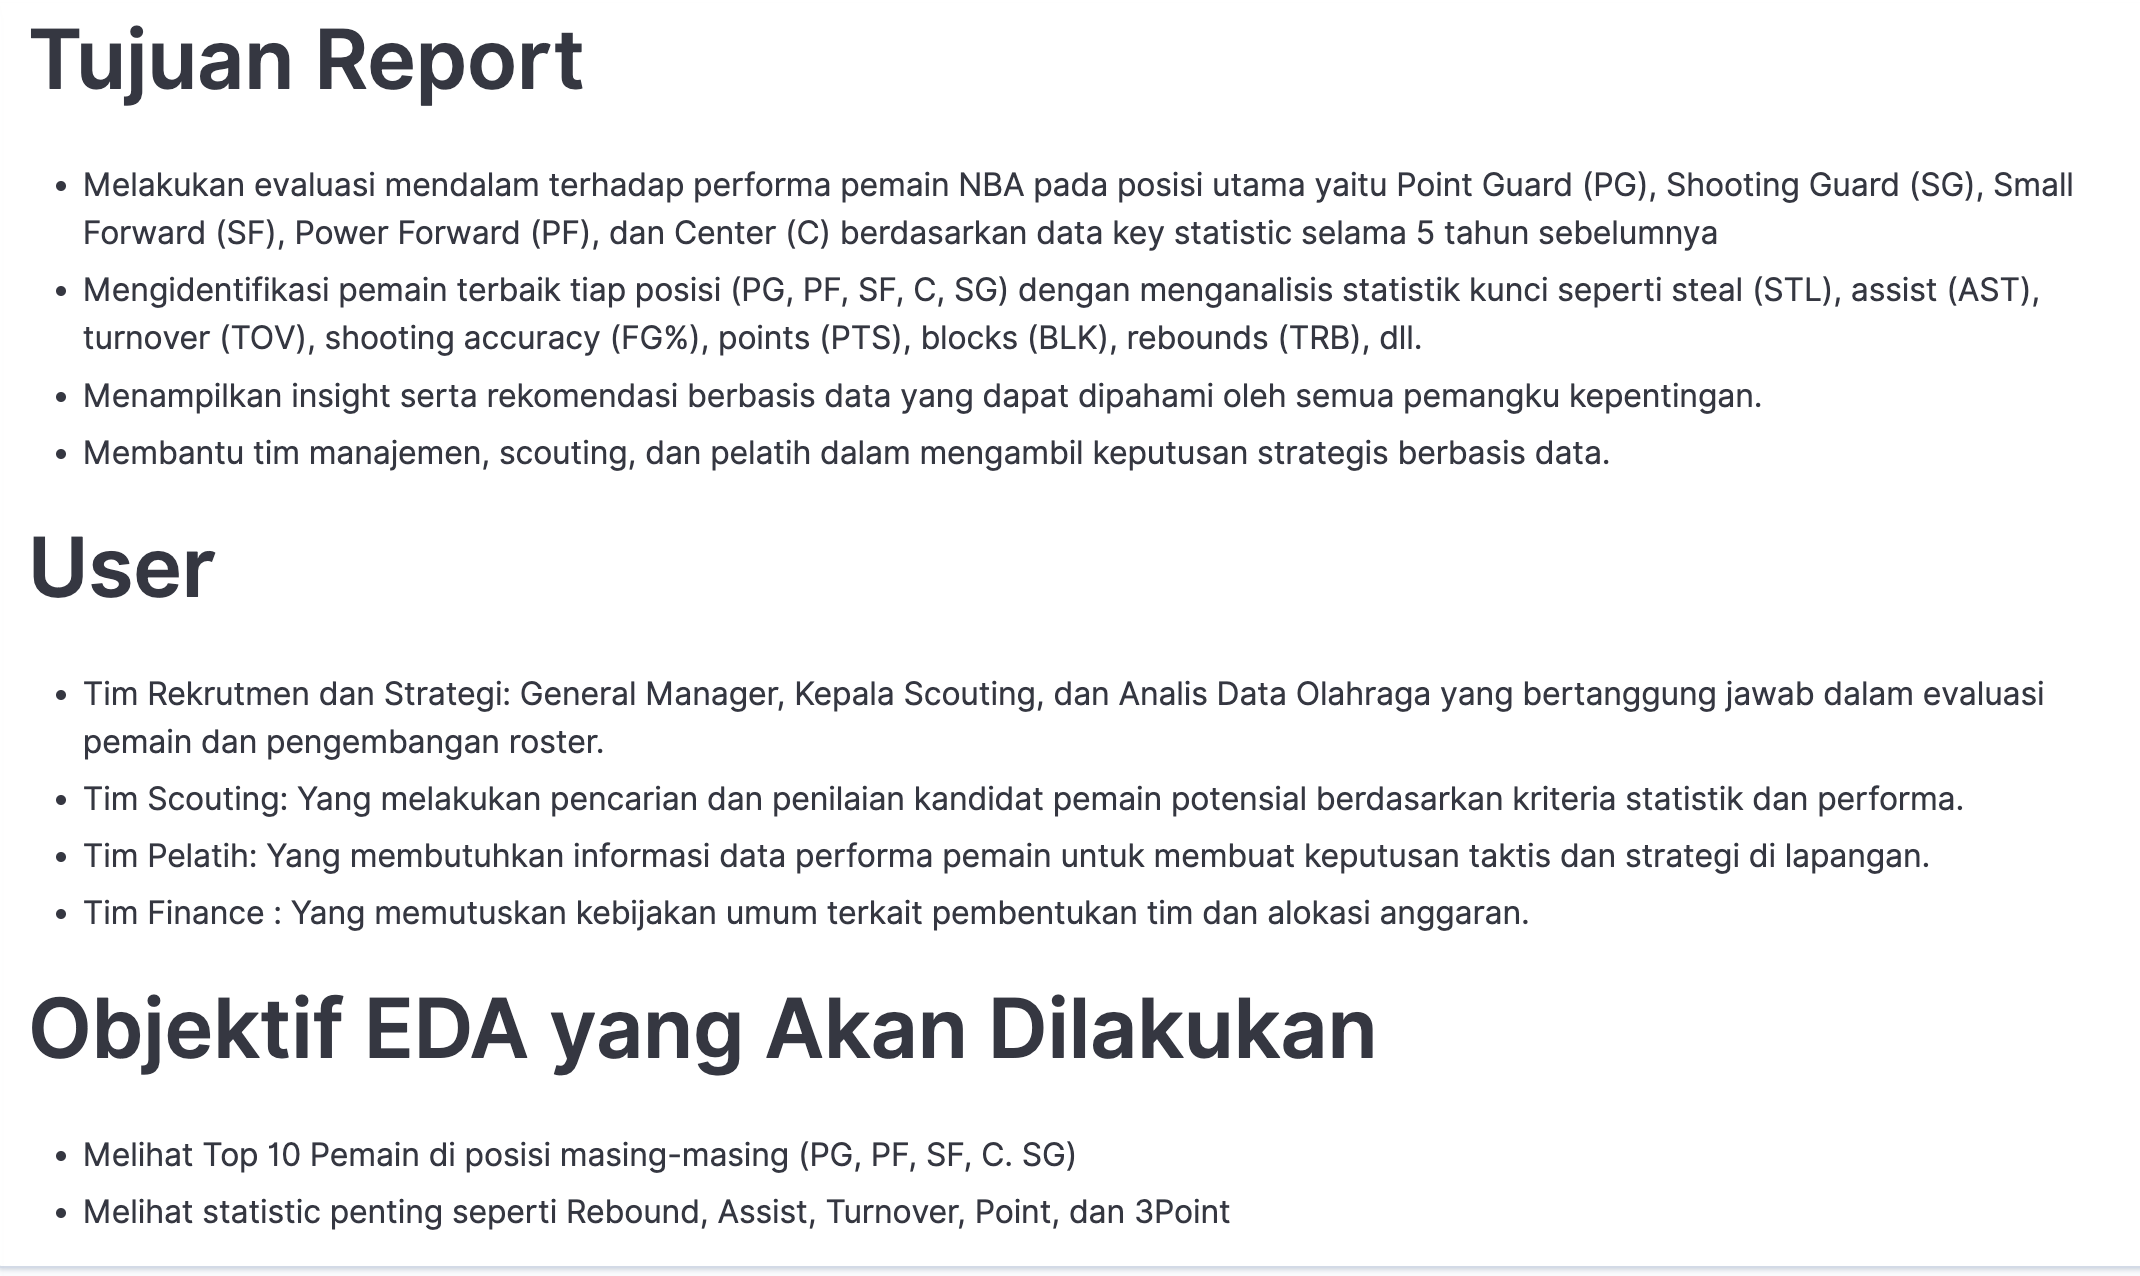 Tujuan Report
• Melakukan evaluasi mendalam terhadap performa pemain NBA pada posisi utama yaitu Point Guard (PG), Shooting Guard (SG), Small
Forward (SF), Power Forward (PF), dan Center (C) berdasarkan data key statistic selama 5 tahun sebelumnya
• Mengidentifikasi pemain terbaik tiap posisi (PG, PF, SF, C, SG) dengan menganalisis statistik kunci seperti steal (STL), assist (AST),
turnover (TOV), shooting accuracy (FG%), points (PTS), blocks (BLK), rebounds (TRB), dll.
• Menampilkan insight serta rekomendasi berbasis data yang dapat dipahami oleh semua pemangku kepentingan.
• Membantu tim manajemen, scouting, dan pelatih dalam mengambil keputusan strategis berbasis data.
User
• Tim Rekrutmen dan Strategi: General Manager, Kepala Scouting, dan Analis Data Olahraga yang bertanggung jawab dalam evaluasi
pemain dan pengembangan roster.
• Tim Scouting: Yang melakukan pencarian dan penilaian kandidat pemain potensial berdasarkan kriteria statistik dan performa.
• Tim Pelatih: Yang membutuhkan informasi data performa pemain untuk membuat keputusan taktis dan strategi di lapangan.
• Tim Finance : Yang memutuskan kebijakan umum terkait pembentukan tim dan alokasi anggaran.
Objektif EDA yang Akan Dilakukan
• Melihat Top 10 Pemain di posisi masing-masing (PG, PF, SF, C. SG)
• Melihat statistic penting seperti Rebound, Assist, Turnover, Point, dan 3Point